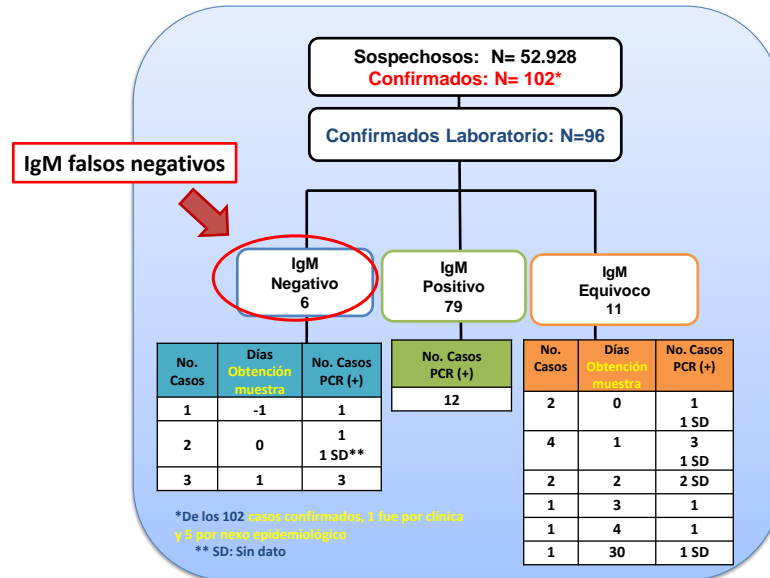 Sospechosos: N= 52.928
Confirmados: N= 102*
Confirmados Laboratorio: N=96
IgM falsos negativos
IgM
Negativo
6
IgM
Positivo
79
IgM
Equivoco
11
No.
Casos
Días
Obtención
muestra
No. Casos
PCR (+)
1 -1 1
2 0 1
1 SD**
3 1 3
No. Casos
PCR (+)
12
No.
Casos
Días
Obtención
muestra
No. Casos
PCR (+)
2 0 1
1 SD
4 1 3
1 SD
2 2 2 SD
1 3 1
1 4 1
1 30 1 SD
*De los 102 casos confirmados, 1 fue por clínica
y 5 por nexo epidemiológico
** SD: Sin dato